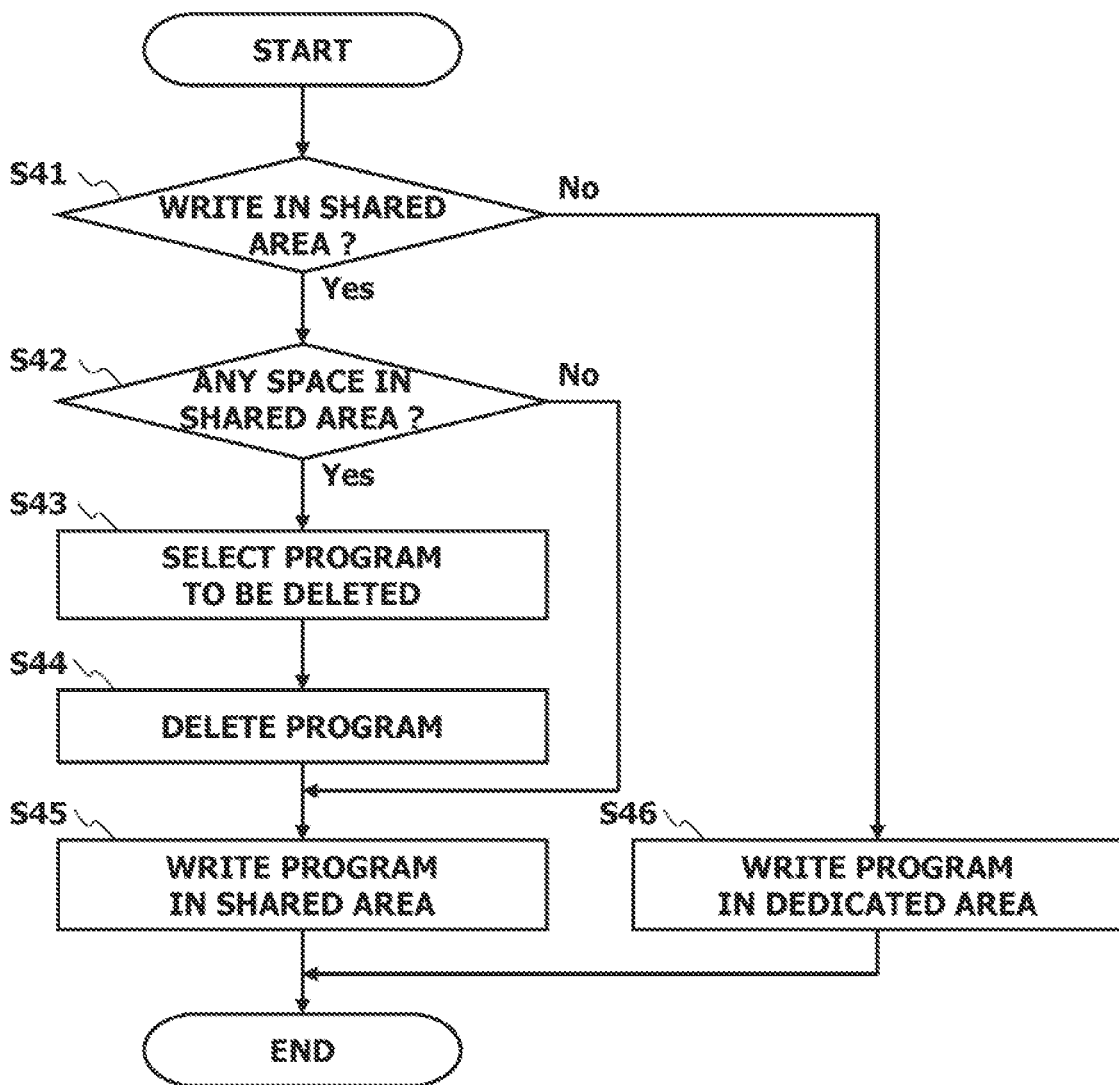 START
S41
No
WRITE IN SHARED
AREA ?
Yes
S42
No
ANY SPACE IN
SHARED AREA ?
Yes
S43
SELECT PROGRAM
TO BE DELETED
S44
DELETE PROGRAM
S45
WRITE PROGRAM
IN SHARED AREA
S46
WRITE PROGRAM
IN DEDICATED AREA
END